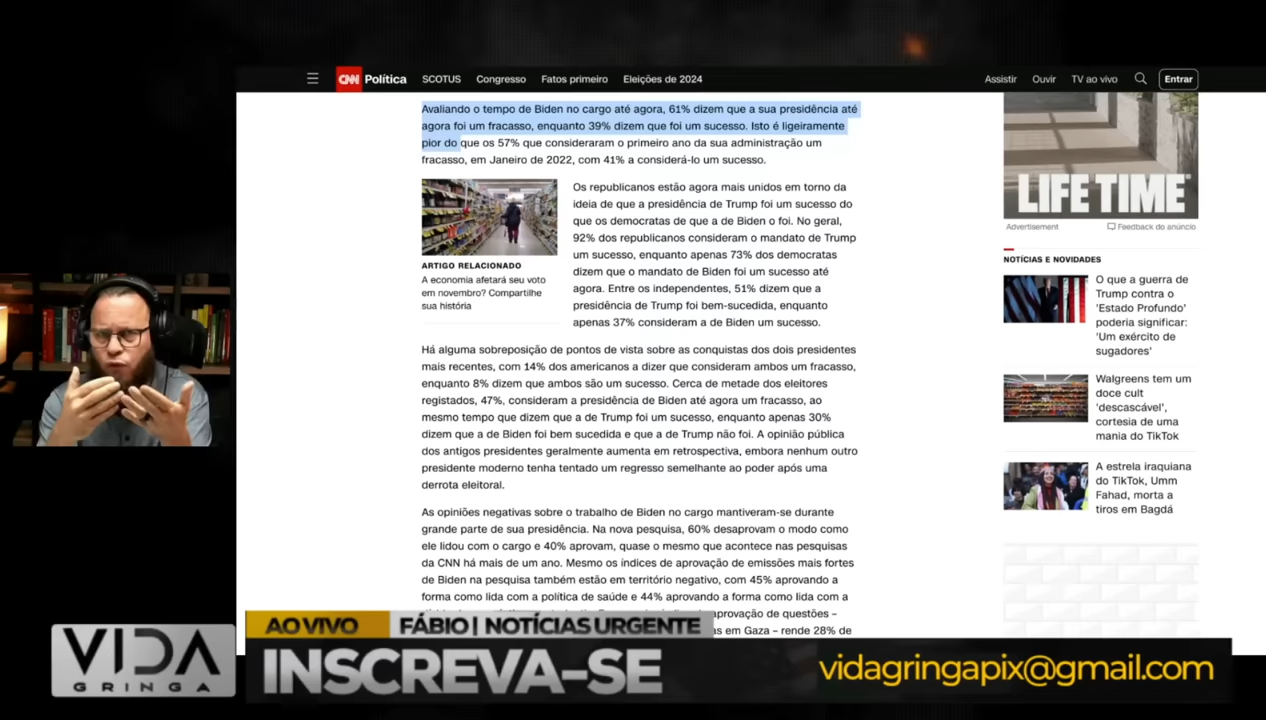 CNN Política SCOTUS Congresso Fatos primeiro Eleições de 2024 Assistir Ouvir TV ao vivo Entrar
Avaliando o tempo de Biden no cargo até agora, 61% dizem que a sua presidência até
agora foi um fracasso, enquanto 39% dizem que foi um sucesso. Isto é ligeiramente
pior do que os 57% que consideraram o primeiro ano da sua administração um
fracasso, em Janeiro de 2022, com 41% a considerá-lo um sucesso.
ARTIGO RELACIONADO
A economia afetará seu voto
em novembro? Compartilhe
sua história
Os republicanos estão agora mais unidos em torno da
ideia de que a presidência de Trump foi um sucesso do
que os democratas de que a de Biden o foi. No geral,
92% dos republicanos consideram o mandato de Trump
um sucesso, enquanto apenas 73% dos democratas
dizem que o mandato de Biden foi um sucesso até
agora. Entre os independentes, 51% dizem que a
presidência de Trump foi bem-sucedida, enquanto
apenas 37% consideram a de Biden um sucesso.
Há alguma sobreposição de pontos de vista sobre as conquistas dos dois presidentes
mais recentes, com 14% dos americanos a dizer que consideram ambos um fracasso,
enquanto 8% dizem que ambos são um sucesso. Cerca de metade dos eleitores
registados, 47%, consideram a presidência de Biden até agora um fracasso, ao
mesmo tempo que dizem que a de Trump foi um sucesso, enquanto apenas 30%
dizem que a de Biden foi bem sucedida e que a de Trump não foi. A opinião pública
dos antigos presidentes geralmente aumenta em retrospectiva, embora nenhum outro
presidente moderno tenha tentado um regresso semelhante ao poder após uma
derrota eleitoral.
As opiniões negativas sobre o trabalho de Biden no cargo mantiveram-se durante
grande parte de sua presidência. Na nova pesquisa, 60% desaprovam o modo como
ele lidou com o cargo e 40% aprovam, quase o mesmo que acontece nas pesquisas
da CNN há mais de um ano. Mesmo os índices de aprovação de emissões mais fortes
de Biden na pesquisa também estão em território negativo, com 45% aprovando a
forma como lida com a política de saúde e 44% aprovando a forma como lida com a
aprovação de questões –
as em Gaza – rende 28% de
LIFE TIME
Advertisement Feedback do anúncio
NOTÍCIAS E NOVIDADES
O que a guerra de
Trump contra o
'Estado Profundo'
poderia significar:
'Um exército de
sugadores'
Walgreens tem um
doce cult
'descascável',
cortesia de uma
mania do TikTok
A estrela iraquiana
do TikTok, Umm
Fahad, morta a
tiros em Bagdá
AO VIVO FÁBIO | NOTÍCIAS URGENTE
VIDA
GRINGA
INSCREVA-SE
vidagringapix@gmail.com